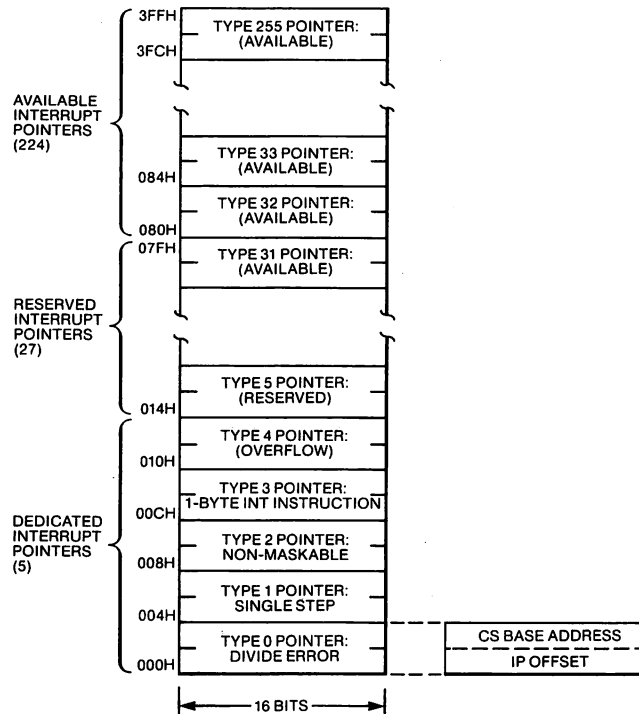 3FFH
TYPE 255 POINTER:
(AVAILABLE)
3FCH
AVAILABLE
INTERRUPT
POINTERS
(224)
TYPE 33 POINTER:
(AVAILABLE)
084H
TYPE 32 POINTER:
(AVAILABLE)
080H
07FH
TYPE 31 POINTER:
(AVAILABLE)
RESERVED
INTERRUPT
POINTERS
(27)
TYPE 5 POINTER:
(RESERVED)
014H
TYPE 4 POINTER:
(OVERFLOW)
010H
TYPE 3 POINTER:
1-BYTE INT INSTRUCTION
00CH
DEDICATED
INTERRUPT
POINTERS
(5)
TYPE 2 POINTER:
NON-MASKABLE
008H
TYPE 1 POINTER:
SINGLE STEP
004H
TYPE 0 POINTER:
DIVIDE ERROR
000H
CS BASE ADDRESS
IP OFFSET
16 BITS